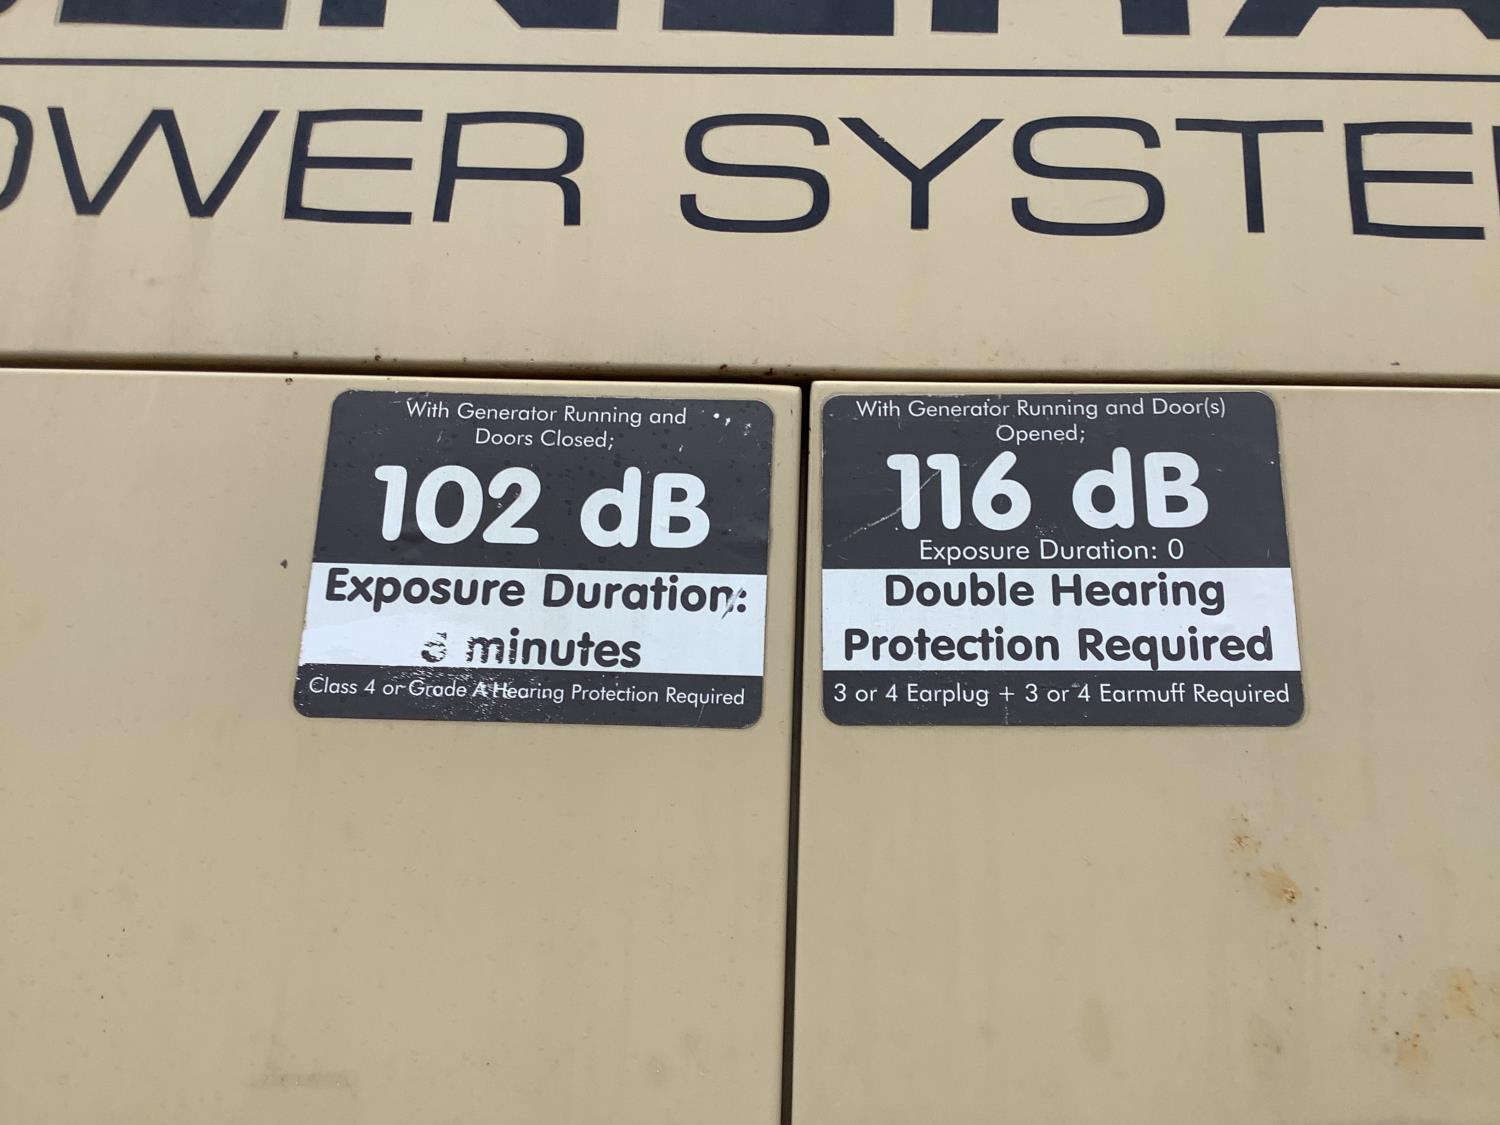 OWER SYSTE
With Generator Running and
Doors Closed;
102 dB
Exposure Duration:
minutes
Class 4 or Grade A Hearing Protection Required
With Generator Running and Door(s)
Opened;
116 dB
Exposure Duration: 0
Double Hearing
Protection Required
3 or 4 Earplug + 3 or 4 Earmuff Required